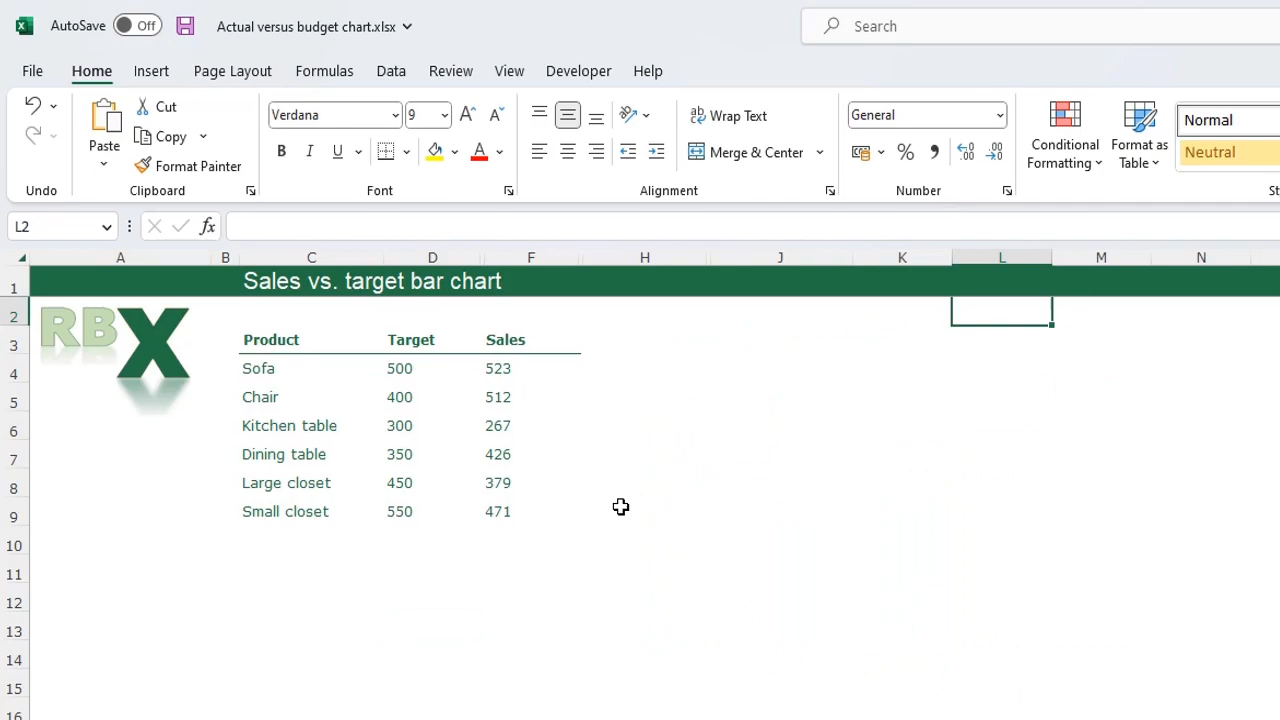 AutoSave Off Actual versus budget chart.xlsx Search
File Home Insert Page Layout Formulas Data Review View Developer Help
Cut
Copy
Format Painter
Paste
Verdana 9
B I U A
Wrap Text
Merge & Center
General
Conditional Formatting
Format as Table
Normal
Neutral
Undo Clipboard Font Alignment Number St
L2 fx
A B C D F H J K L M N
1 Sales vs. target bar chart
2 RBX
3 Product Target Sales
4 Sofa 500 523
5 Chair 400 512
6 Kitchen table 300 267
7 Dining table 350 426
8 Large closet 450 379
9 Small closet 550 471
10
11
12
13
14
15
16